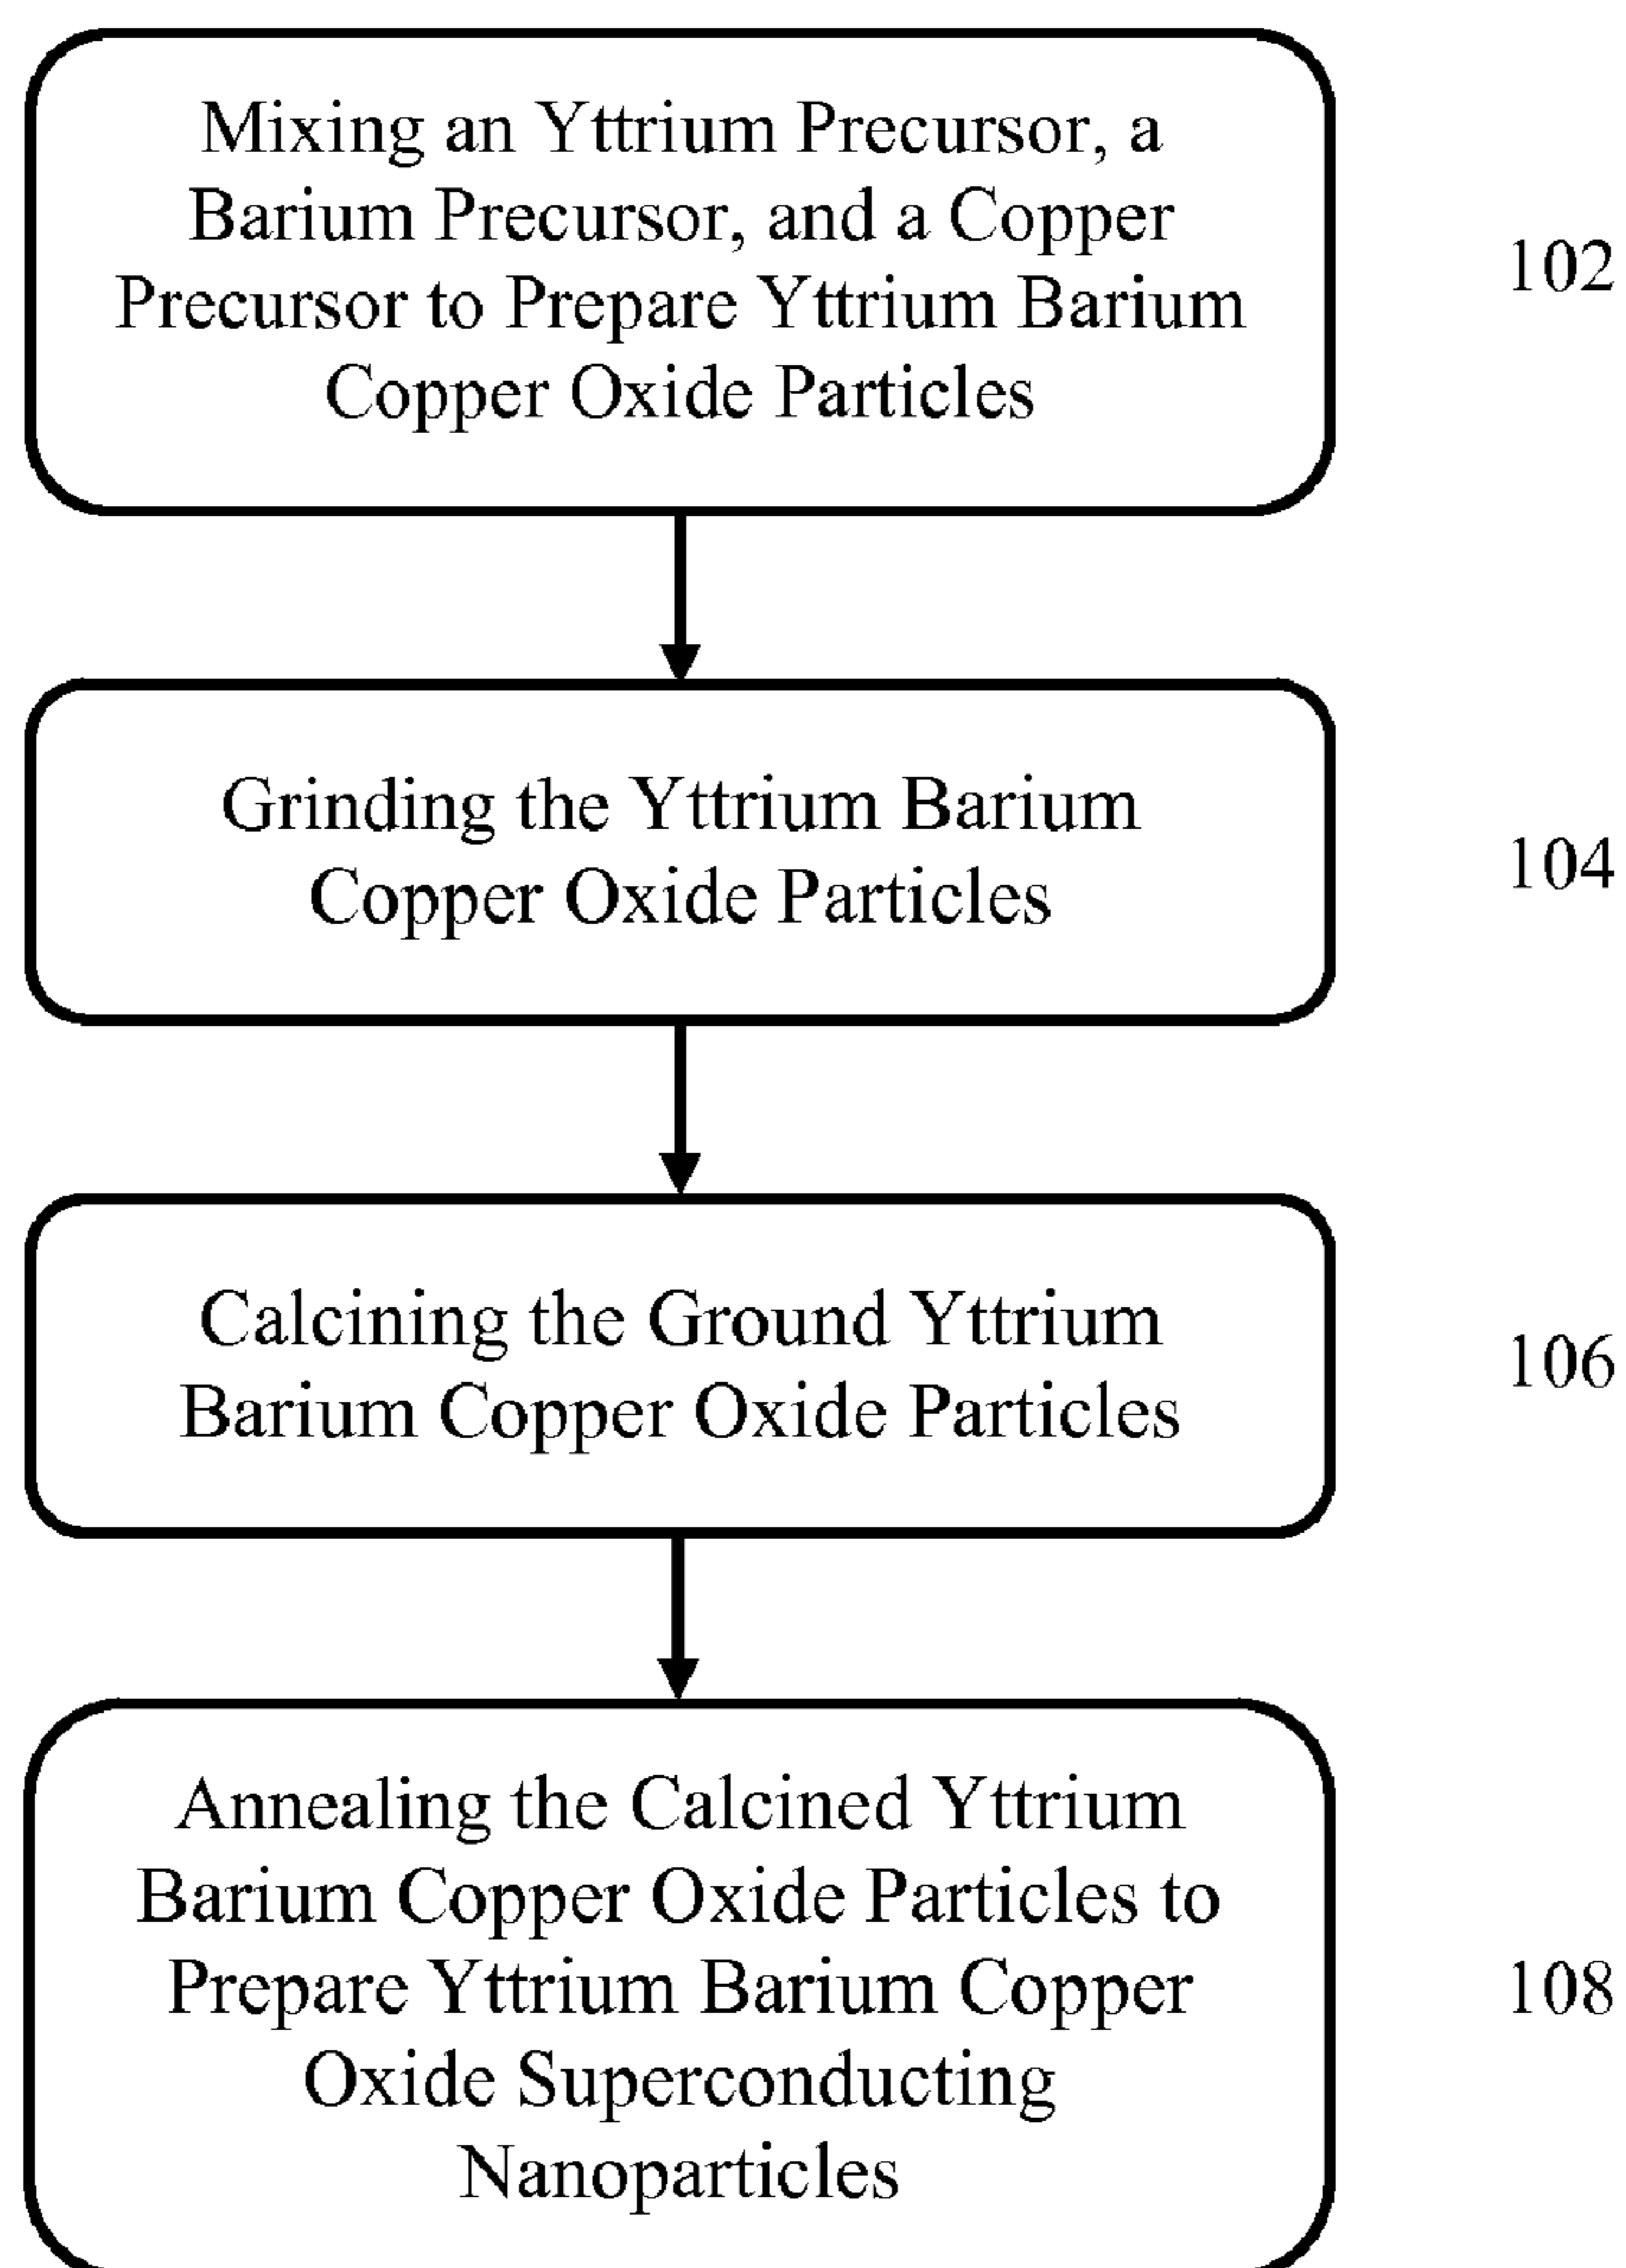 Mixing an Yttrium Precursor, a
Barium Precursor, and a Copper
Precursor to Prepare Yttrium Barium
Copper Oxide Particles
102
Grinding the Yttrium Barium
Copper Oxide Particles
104
Calcining the Ground Yttrium
Barium Copper Oxide Particles
106
Annealing the Calcined Yttrium
Barium Copper Oxide Particles to
Prepare Yttrium Barium Copper
Oxide Superconducting
Nanoparticles
108